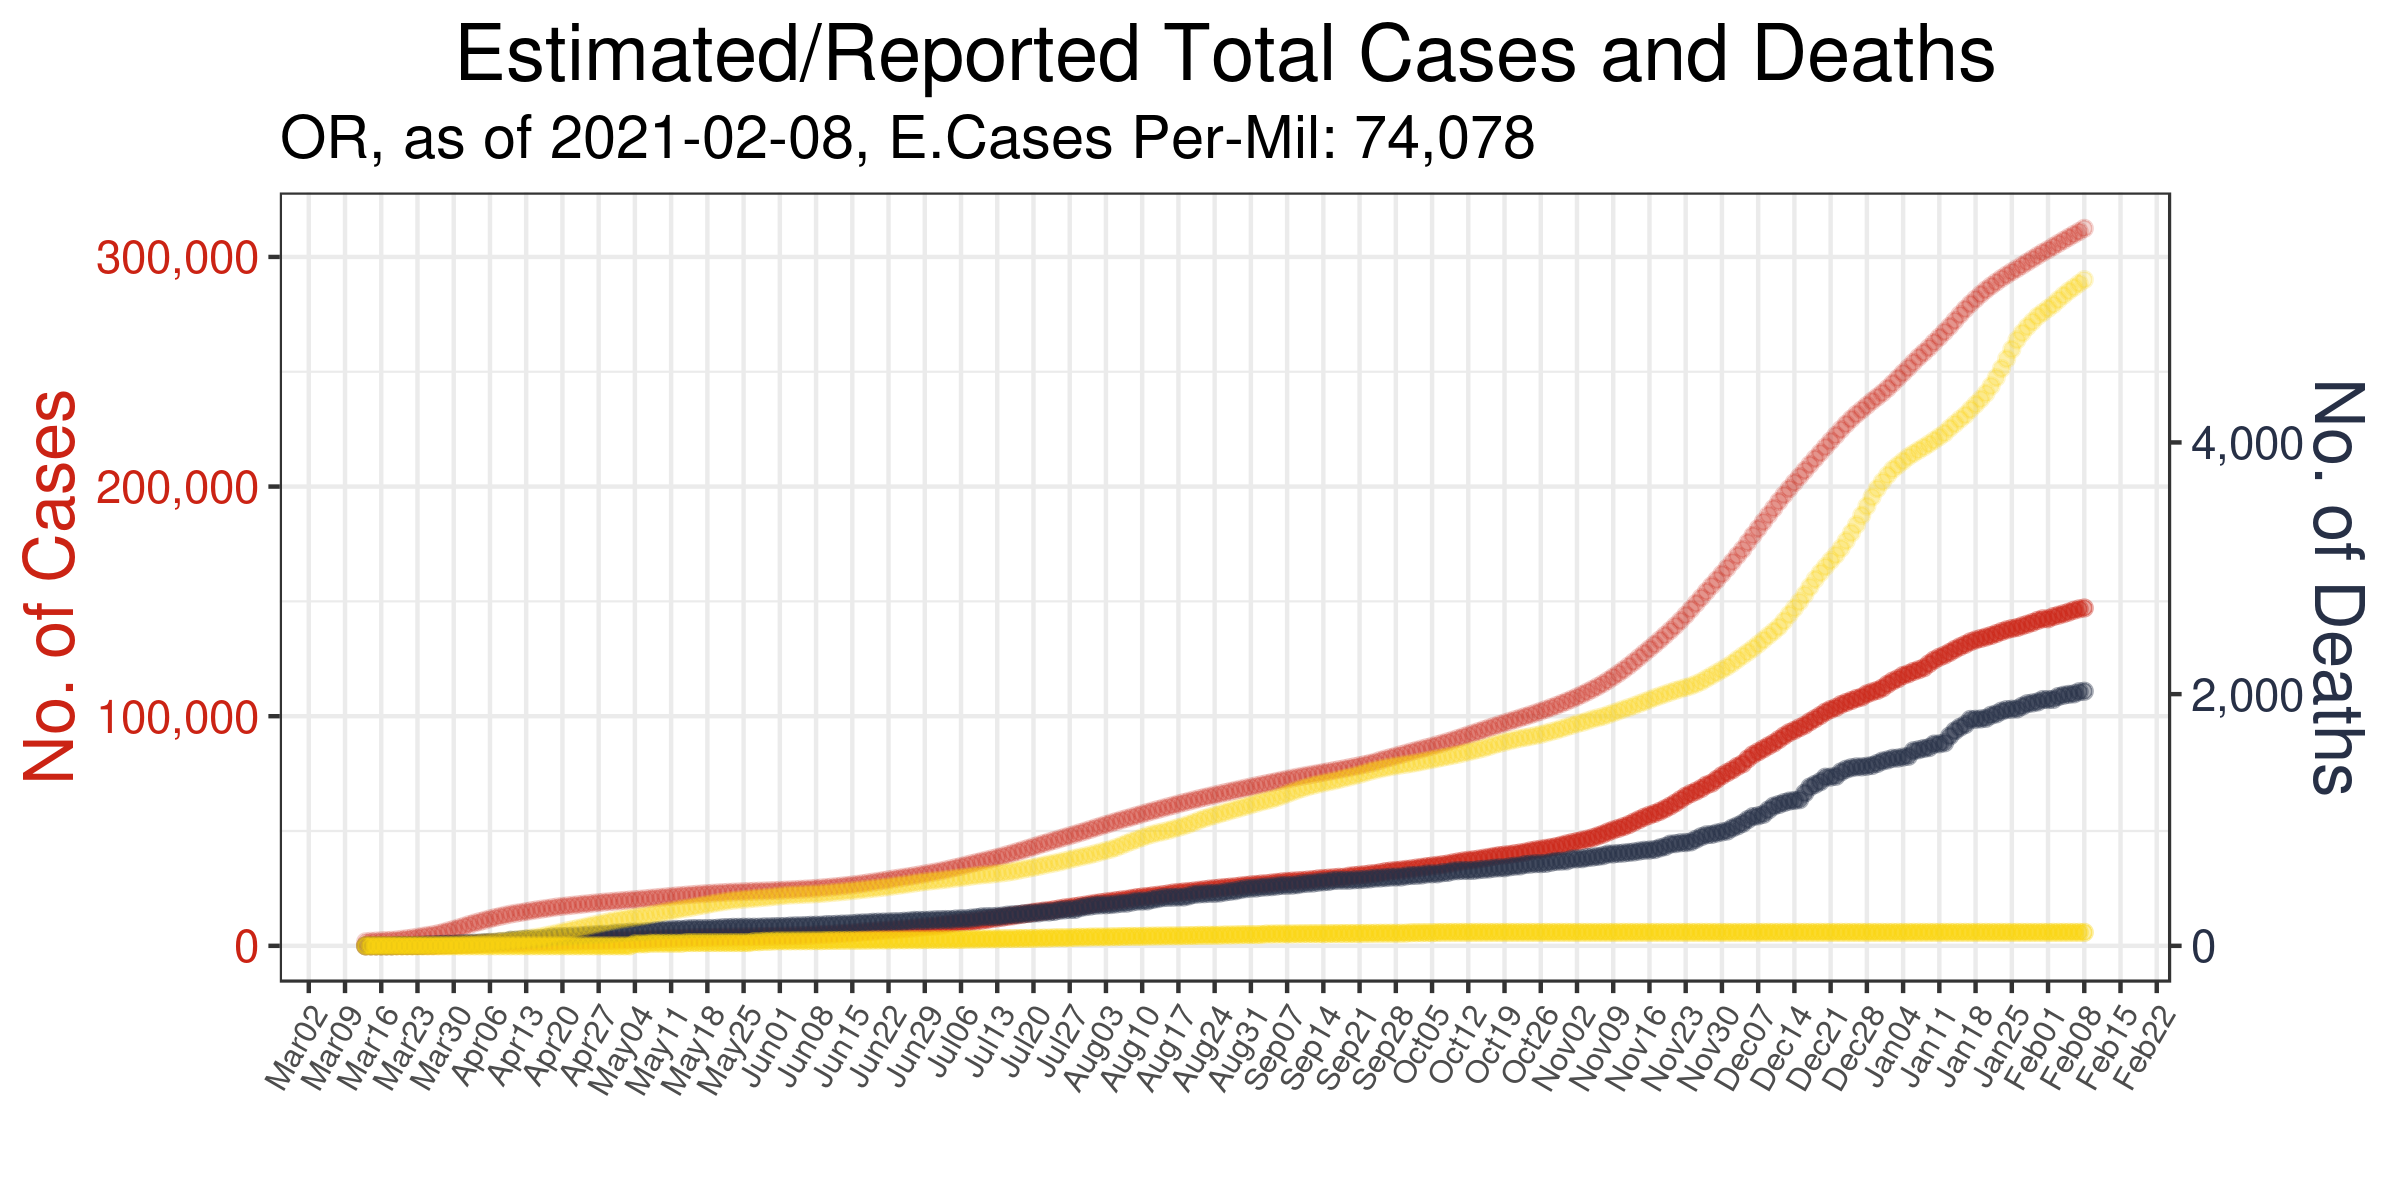 Estimated/Reported Total Cases and Deaths
OR, as of 2021-02-08, E.Cases Per-Mil: 74,078
No. of Cases
300,000
200,000
100,000
0
No. of Deaths
4,000
2,000
0
Mar02
Mar09
Mar16
Mar23
Mar30
Apr06
Apr13
Apr20
Apr27
May04
May11
May18
May25
Jun01
Jun08
Jun15
Jun22
Jun29
Jul06
Jul13
Jul20
Jul27
Aug03
Aug10
Aug17
Aug24
Aug31
Sep07
Sep14
Sep21
Sep28
Oct05
Oct12
Oct19
Oct26
Nov02
Nov09
Nov16
Nov23
Nov30
Dec07
Dec14
Dec21
Dec28
Jan04
Jan11
Jan18
Jan25
Feb01
Feb08
Feb15
Feb22